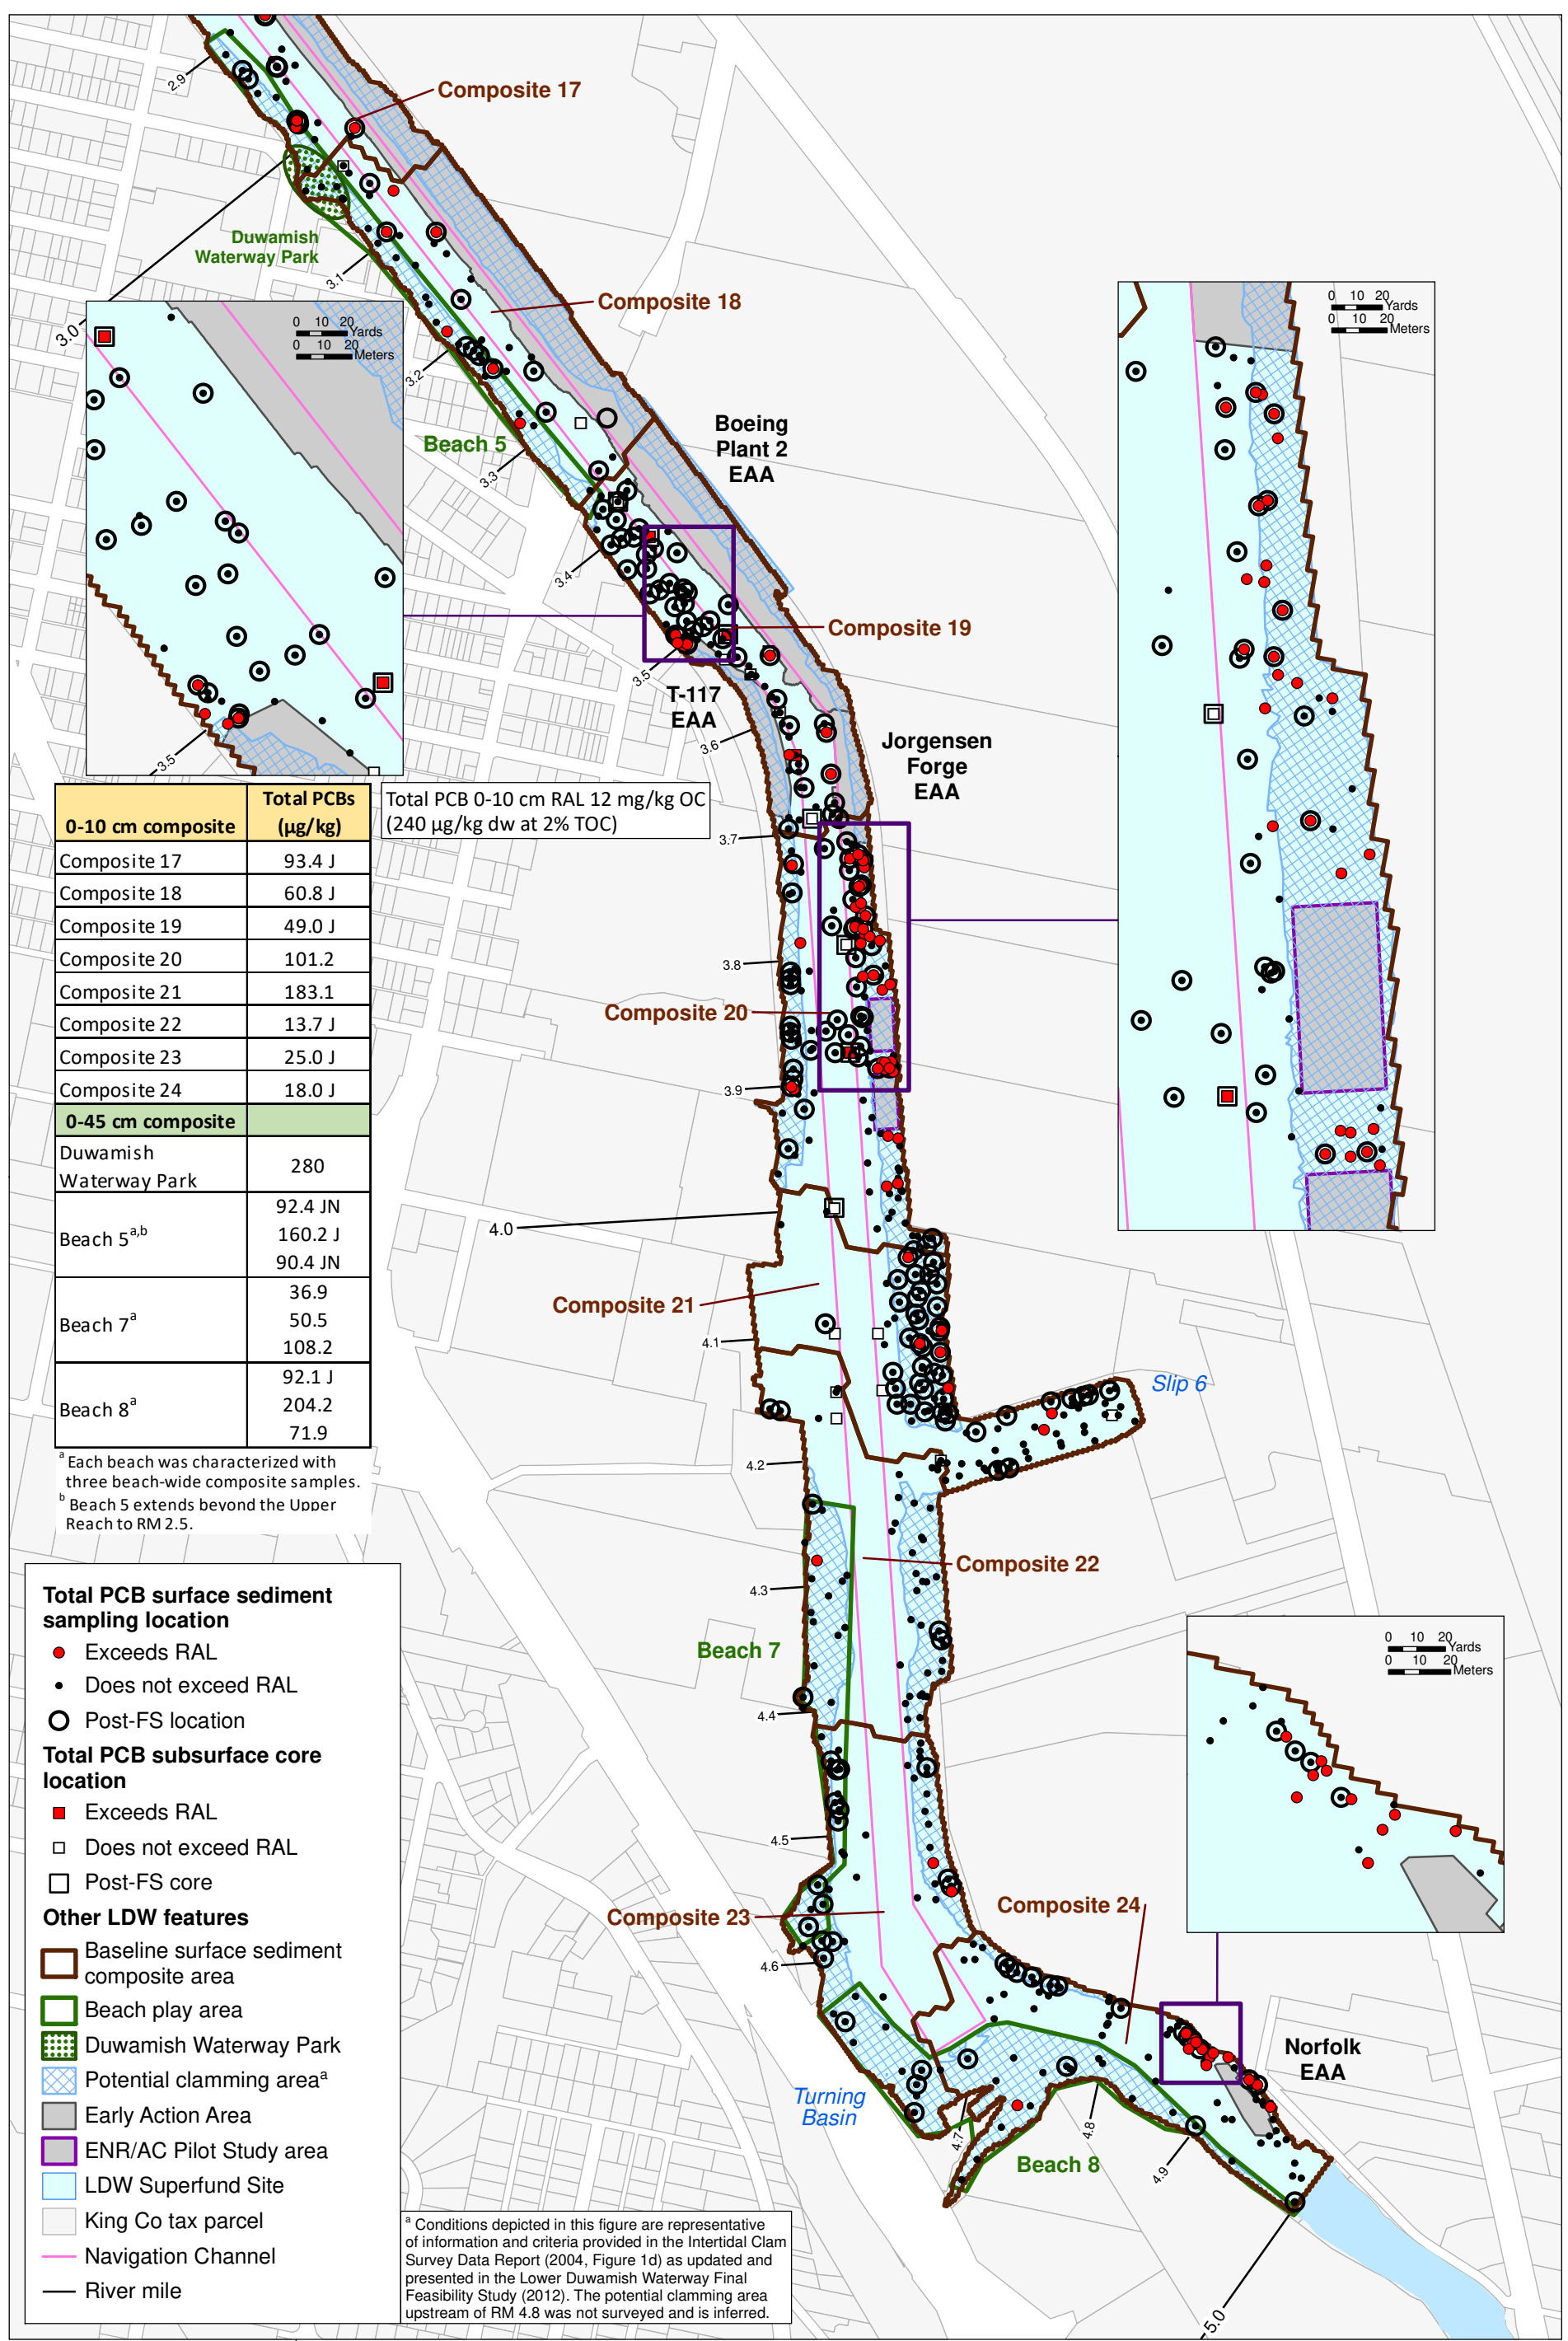 2.9
Composite 17
Duwamish
Waterway Park
3.1
3.0
Composite 18
0 10 20
Yards
0 10 20
Meters
3.2
Beach 5
3.3
Boeing
Plant 2
EAA
3.4
Composite 19
3.5
3.5
T-117
EAA
3.6
Jorgensen
Forge
EAA
0 10 20
Yards
0 10 20
Meters
0-10 cm composite Total PCBs (µg/kg)
Composite 17 93.4 J
Composite 18 60.8 J
Composite 19 49.0 J
Composite 20 101.2
Composite 21 183.1
Composite 22 13.7 J
Composite 23 25.0 J
Composite 24 18.0 J
0-45 cm composite
Duwamish
Waterway Park 280
Beach 5a,b
92.4 JN
160.2 J
90.4 JN
Beach 7a
36.9
50.5
108.2
Beach 8a
92.1 J
204.2
71.9
a Each beach was characterized with
three beach-wide composite samples.
b Beach 5 extends beyond the Upper
Reach to RM 2.5.
Total PCB 0-10 cm RAL 12 mg/kg OC
(240 µg/kg dw at 2% TOC)
3.7
3.8
Composite 20
3.9
4.0
Composite 21
4.1
Slip 6
4.2
Composite 22
4.3
Beach 7
4.4
4.5
Composite 23
4.6
Composite 24
0 10 20
Yards
0 10 20
Meters
Norfolk
EAA
Turning
Basin
4.7
4.8
Beach 8
4.9
5.0
Total PCB surface sediment
sampling location
Exceeds RAL
Does not exceed RAL
Post-FS location
Total PCB subsurface core
location
Exceeds RAL
Does not exceed RAL
Post-FS core
Other LDW features
Baseline surface sediment
composite area
Beach play area
Duwamish Waterway Park
Potential clamming areaa
Early Action Area
ENR/AC Pilot Study area
LDW Superfund Site
King Co tax parcel
Navigation Channel
River mile
a Conditions depicted in this figure are representative
of information and criteria provided in the Intertidal Clam
Survey Data Report (2004, Figure 1d) as updated and
presented in the Lower Duwamish Waterway Final
Feasibility Study (2012). The potential clamming area
upstream of RM 4.8 was not surveyed and is inferred.